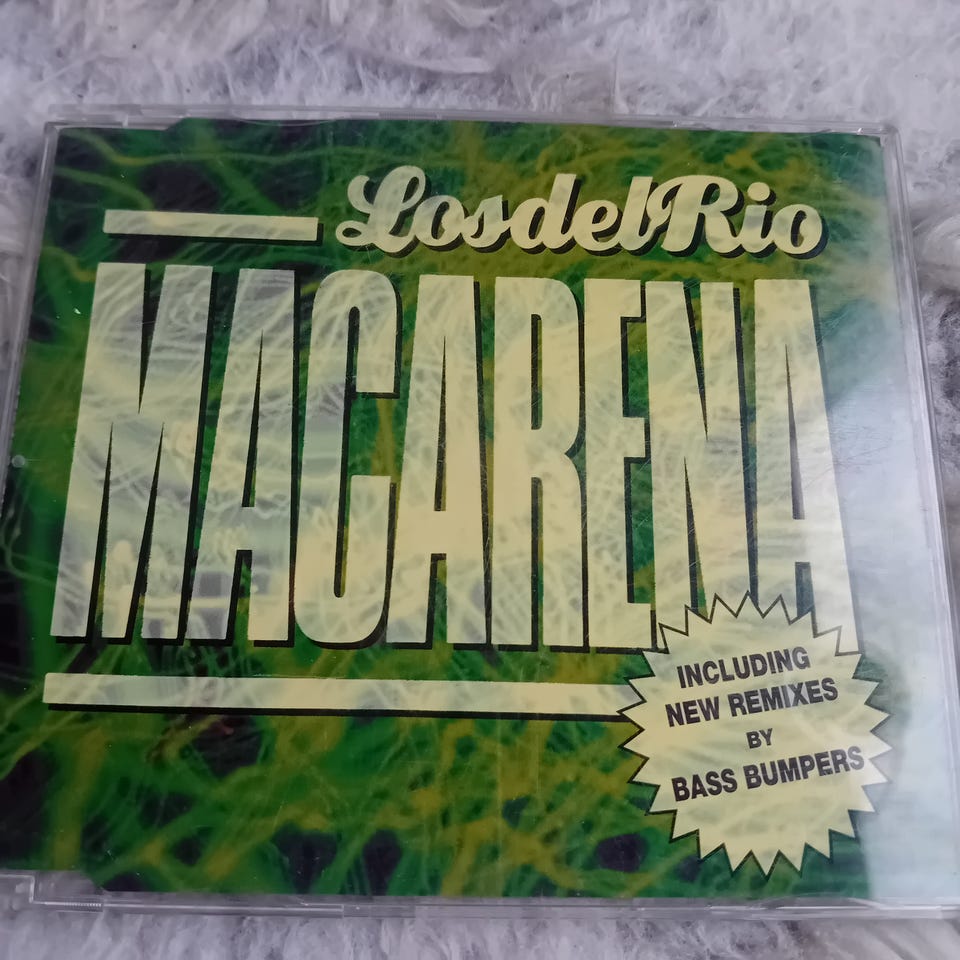 LosdelRio
MACARENA
INCLUDING
NEW REMIXES
BY
BASS BUMPERS